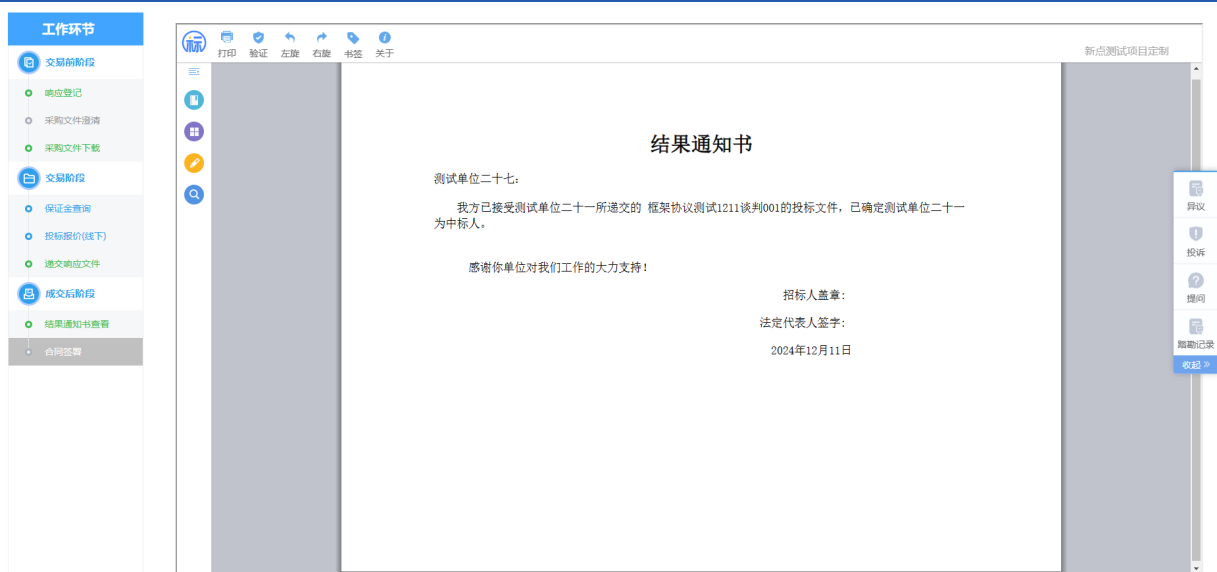 工作环节
交易前阶段
响应登记
采购文件澄清
采购文件下载
交易阶段
保证金查询
投标报价(线下)
递交响应文件
成交后阶段
结果通知书查看
合同签署
标
打印 验证 左旋 右旋 书签 关于
新点测试项目定制
结果通知书
测试单位二十七:
我方已接受测试单位二十一所递交的 框架协议测试1211谈判001的投标文件, 已确定测试单位二十一
为中标人。
感谢你单位对我们工作的大力支持!
招标人盖章:
法定代表人签字:
2024年12月11日
异议
投诉
提问
踏勘记录
收起 »